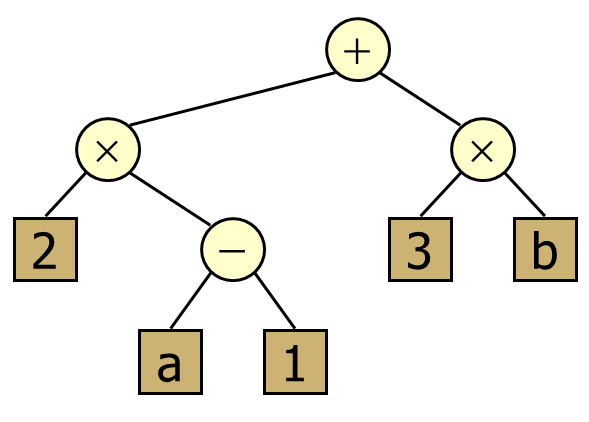 +
× ×
2 − 3 b
a 1